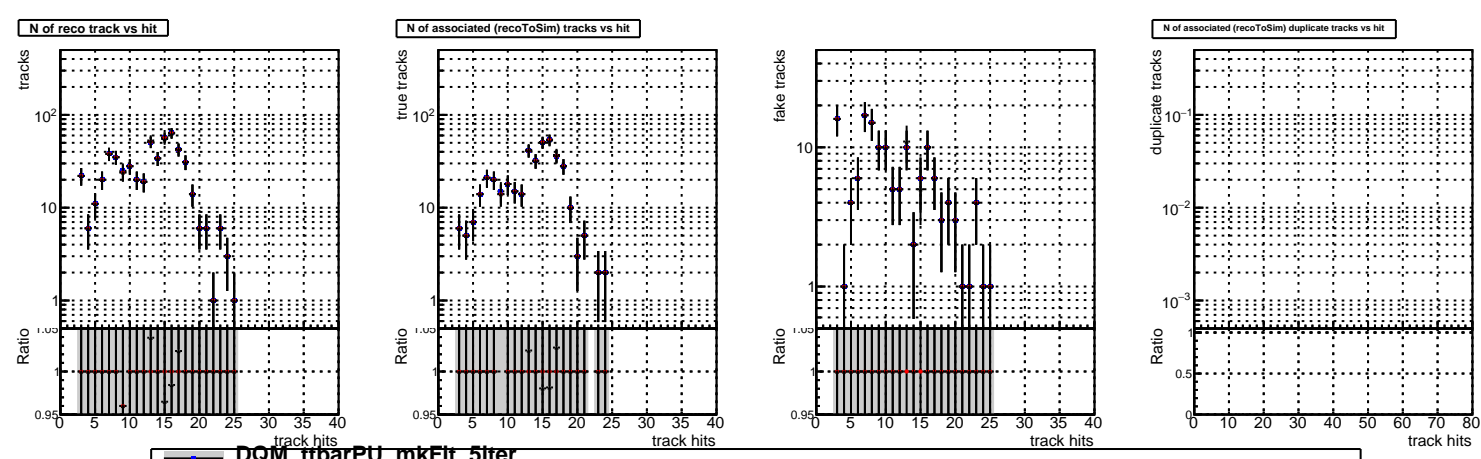 N of reco track vs hit
tracks
10²
10
1
1.05
Ratio
1
0.95
0 5 10 15 20 25 30 35 40
track hits
N of associated (recoToSim) tracks vs hit
true tracks
10²
10
1
1.05
Ratio
1
0.95
0 5 10 15 20 25 30 35 40
track hits
fake tracks
10
1
1.05
Ratio
1
0.95
0 5 10 15 20 25 30 35 40
track hits
N of associated (recoToSim) duplicate tracks vs hit
duplicate tracks
10⁻¹
10⁻²
10⁻³
Ratio
1
0.5
0
0 10 20 30 40 50 60 70 80
track hits
DQM_ttbarPU_mkFit_5iter